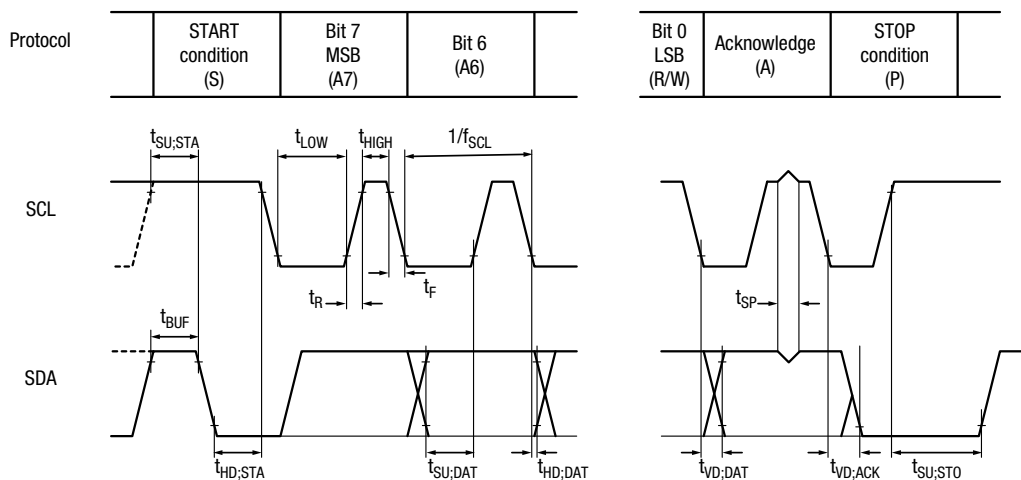 Protocol
START
condition
(S)
Bit 7
MSB
(A7)
Bit 6
(A6)
Bit 0
LSB
(R/W)
Acknowledge
(A)
STOP
condition
(P)
tSU;STA
tLOW
tHIGH
1/fSCL
SCL
tR
tF
tSP
tBUF
SDA
tHD;STA
tSU;DAT
tHD;DAT
tVD;DAT
tVD;ACK
tSU;STO